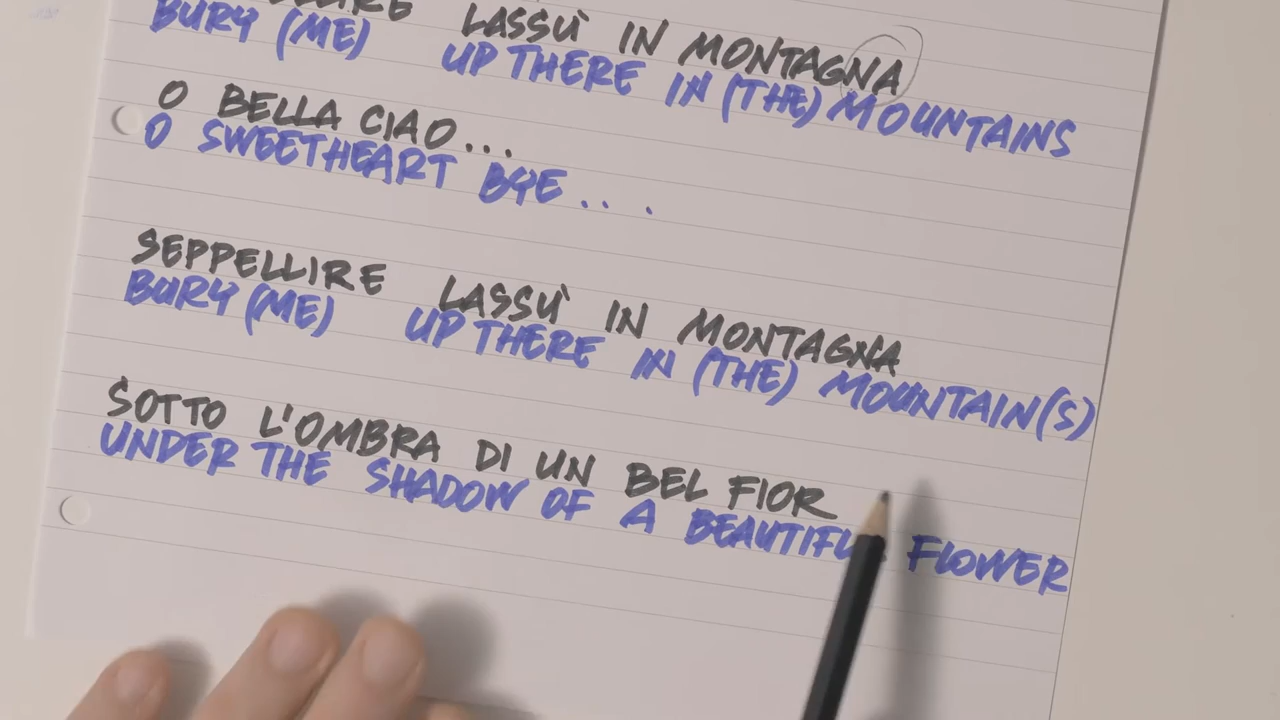 LASSÙ IN MONTAGNA
BURY (ME) UP THERE IN (THE) MOUNTAINS
O BELLA CIAO...
O SWEETHEART BYE....
SEPPELLIRE LASSÙ IN MONTAGNA
BURY (ME) UP THERE IN (THE) MOUNTAIN(S)
SOTTO L'OMBRA DI UN BEL FIOR
UNDER THE SHADOW OF A BEAUTIFUL FLOWER